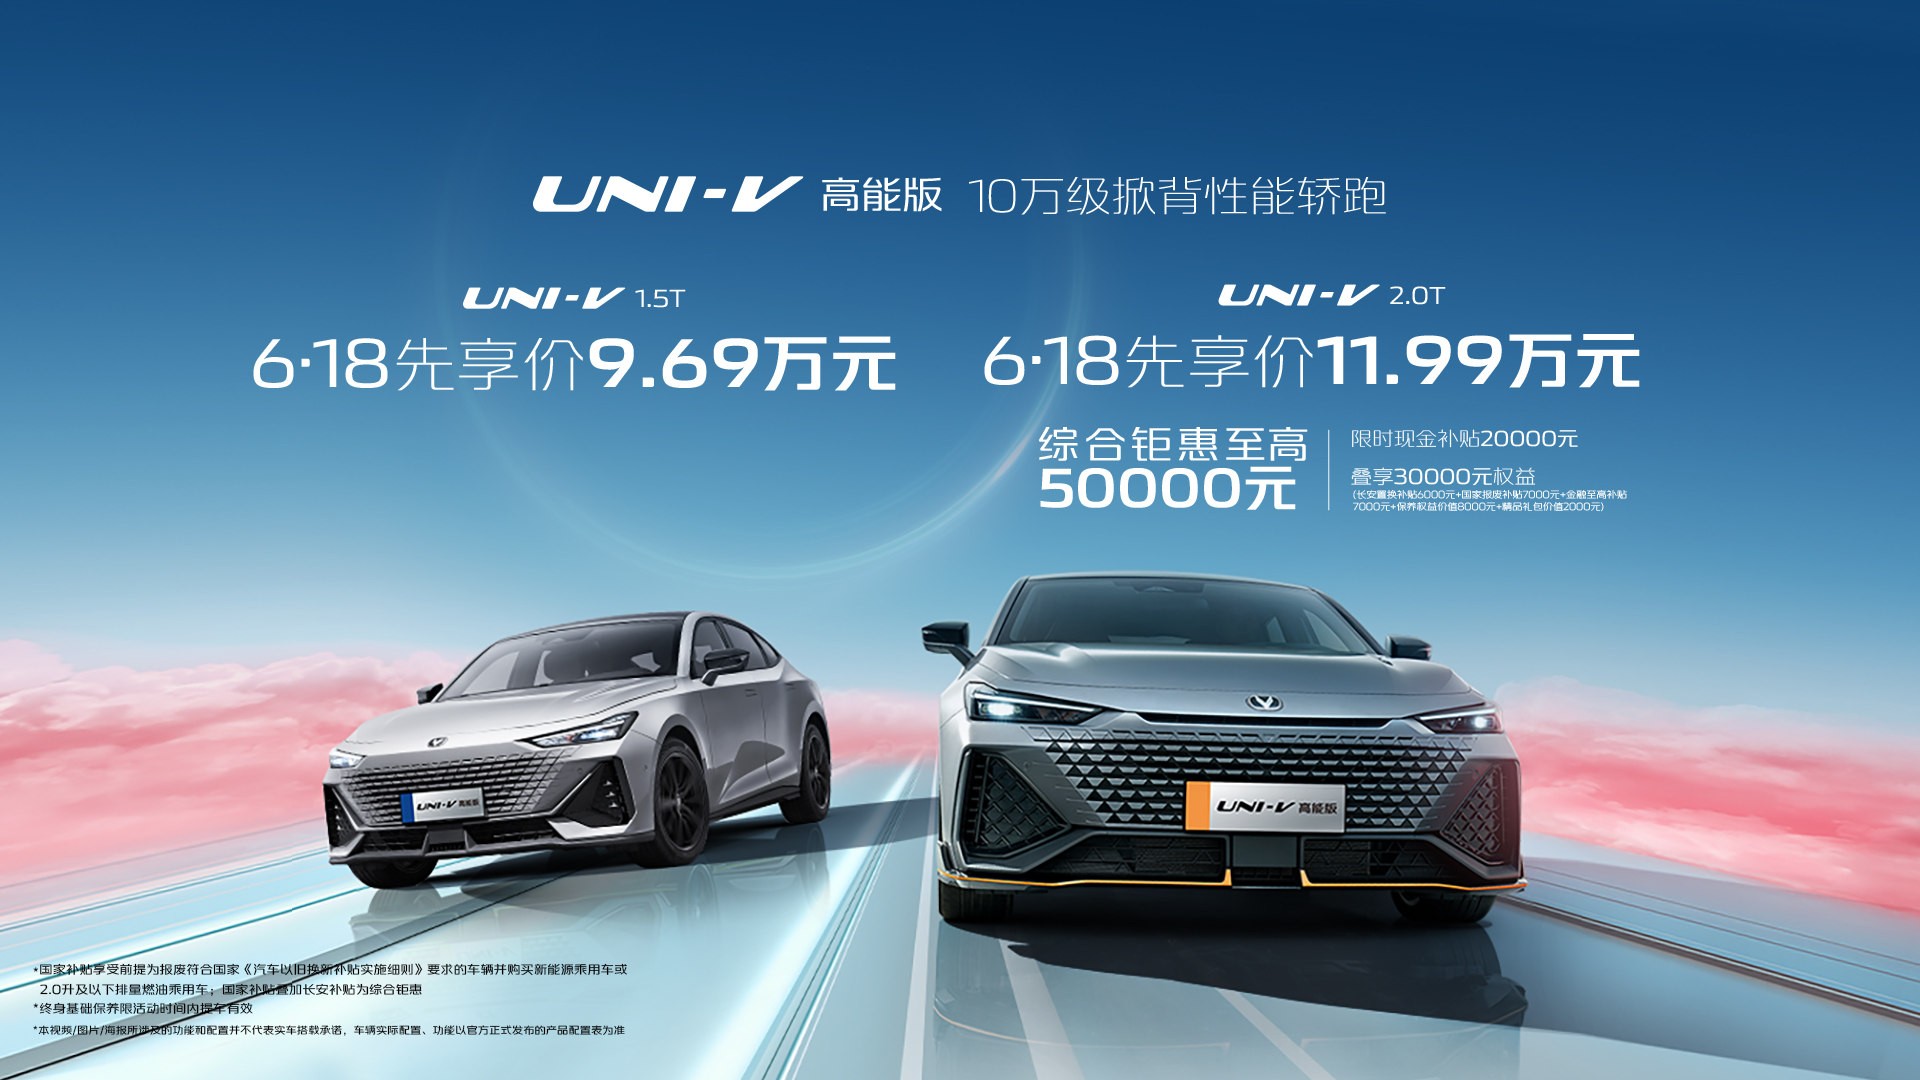 UNI-V 高能版 10万级掀背性能轿跑
UNI-V 1.5T
6·18先享价9.69万元
UNI-V 2.0T
6·18先享价11.99万元
综合钜惠至高
50000元
限时现金补贴20000元
叠享30000元权益
(长安置换补贴6000元+国家报废补贴7000元+金融至高补贴
7000元+保养权益价值8000元+精品礼包价值2000元)
UNI-V 高能版
UNI-V 高能版
*国家补贴享受前提为报废符合国家《汽车以旧换新补贴实施细则》要求的车辆并购买新能源乘用车或
2.0升及以下排量燃油乘用车；国家补贴叠加长安补贴为综合钜惠
*终身基础保养限活动时间内提车有效
*本视频/图片/海报所涉及的功能和配置并不代表实车搭载承诺，车辆实际配置、功能以官方正式发布的产品配置表为准